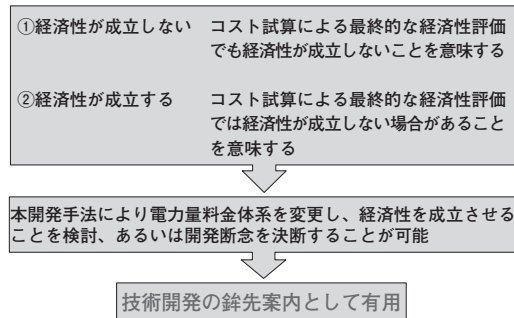 ①経済性が成立しない　コスト試算による最終的な経済性評価
でも経済性が成立しないことを意味する
②経済性が成立する　コスト試算による最終的な経済性評価
では経済性が成立しない場合があること
を意味する
本開発手法により電力量料金体系を変更し、経済性を成立させる
ことを検討、あるいは開発断念を決断することが可能
技術開発の鉾先案内として有用